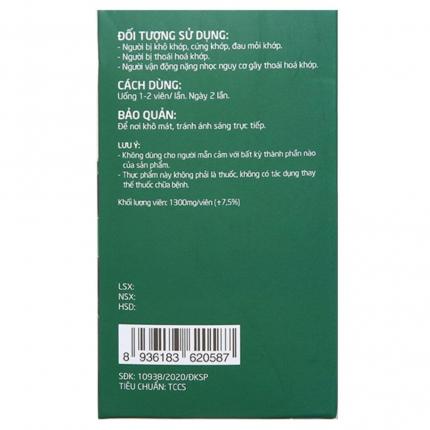 ĐỐI TƯỢNG SỬ DỤNG:
- Người bị khô khớp, cứng khớp, đau mỏi khớp.
- Người bị thoái hoá khớp.
- Người vận động nặng nhọc nguy cơ gây thoái hoá khớp.
CÁCH DÙNG:
Uống 1-2 viên/ lần. Ngày 2 lần.
BẢO QUẢN:
Để nơi khô mát, tránh ánh sáng trực tiếp.
LƯU Ý:
- Không dùng cho người mẫn cảm với bất kỳ thành phần nào
của sản phẩm.
- Thực phẩm này không phải là thuốc, không có tác dụng thay
thế thuốc chữa bệnh.
Khối lượng viên: 1300mg/viên (±7,5%)
LSX:
NSX:
HSD:
8 936183 620587
SĐK: 10938/2020/ĐKSP
TIÊU CHUẨN: TCCS